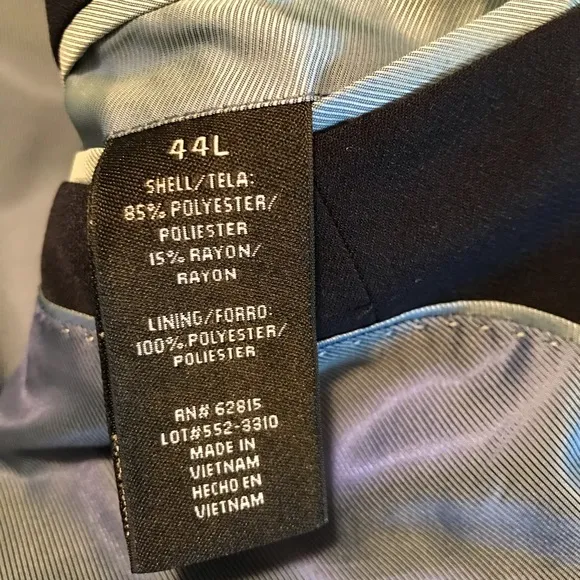 44L
SHELL/TELA:
85% POLYESTER/
POLIESTER
15% RAYON/
RAYON
LINING/FORRO:
100% POLYESTER/
POLIESTER
RN# 62815
LOT#552-3310
MADE IN
VIETNAM
HECHO EN
VIETNAM